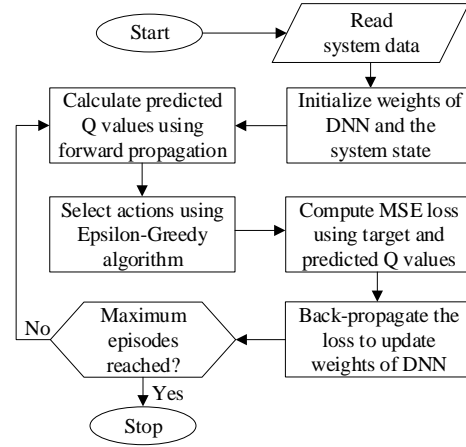 Start
Read
system data
Initialize weights of
DNN and the
system state
Calculate predicted
Q values using
forward propagation
Select actions using
Epsilon-Greedy
algorithm
Compute MSE loss
using target and
predicted Q values
Back-propagate the
loss to update
weights of DNN
Maximum
episodes
reached?
No
Yes
Stop